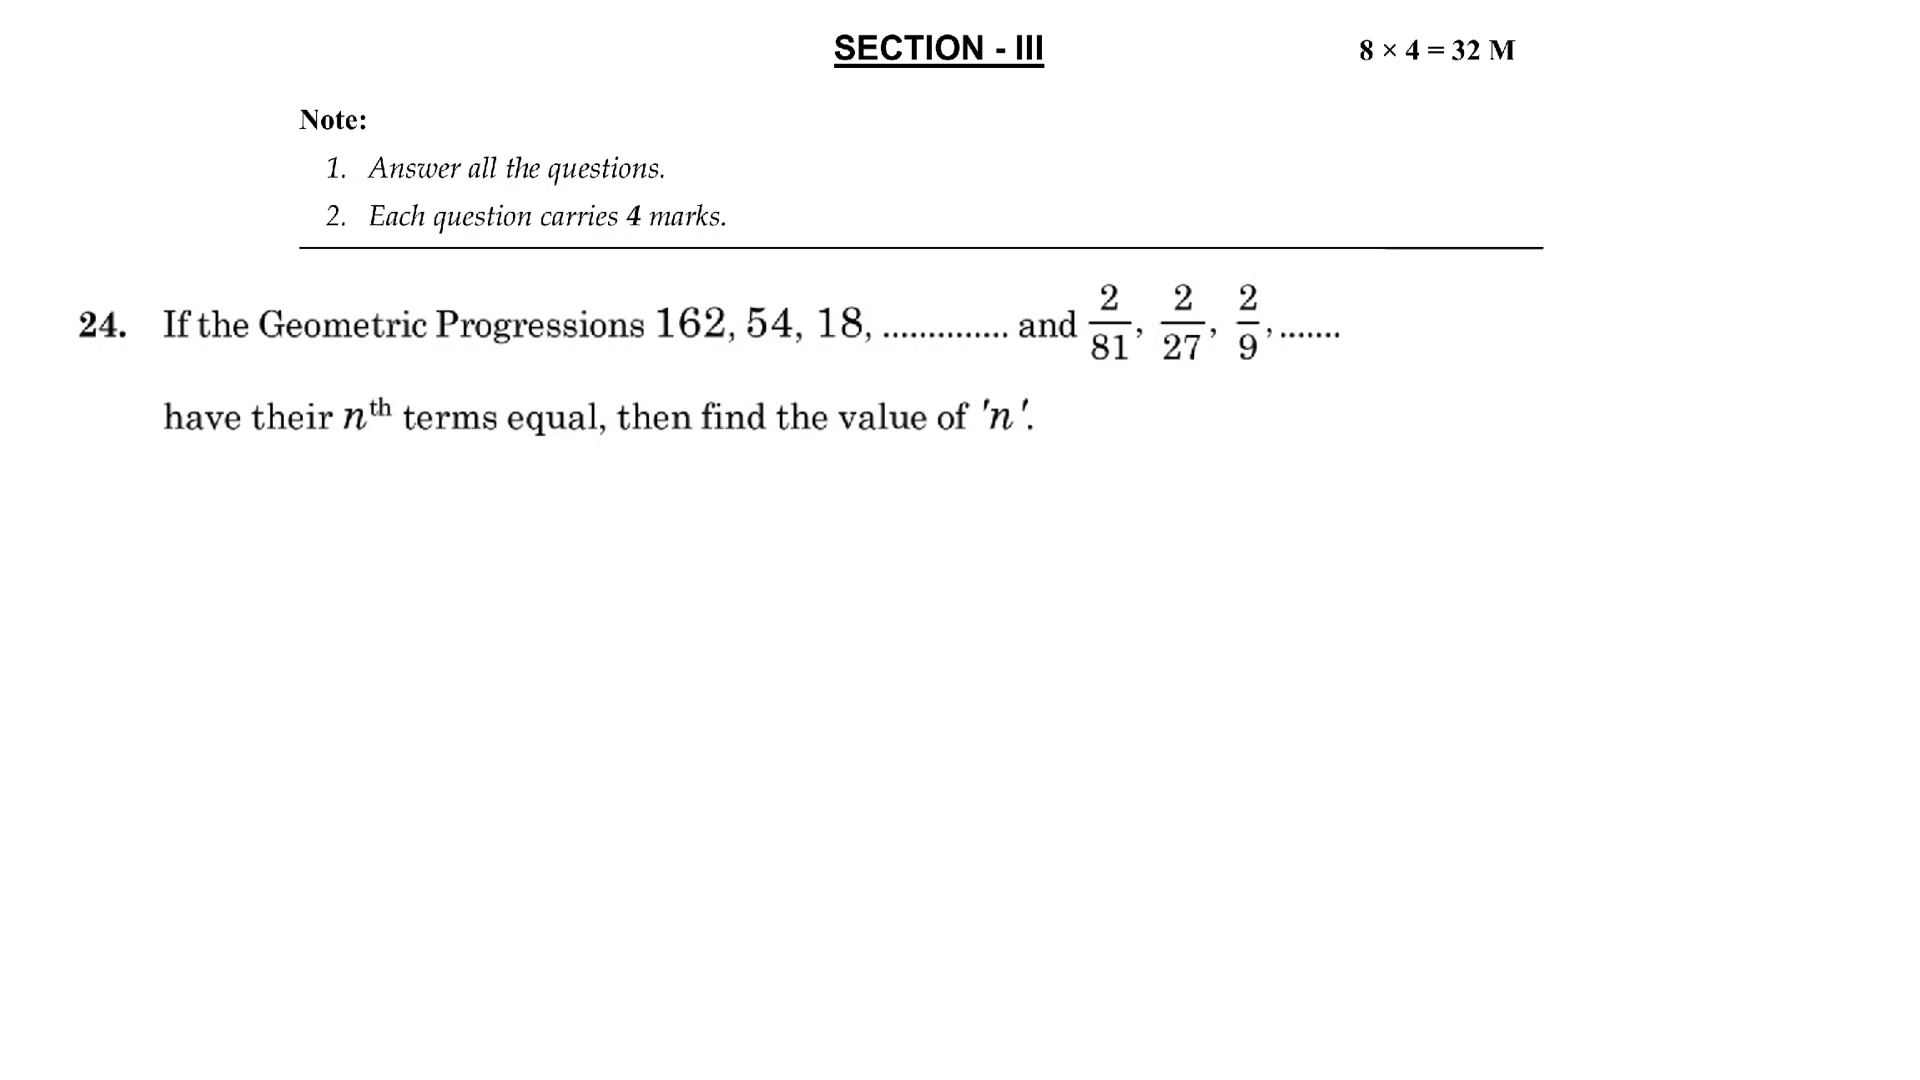 SECTION - III 8 × 4 = 32 M
Note:
1. Answer all the questions.
2. Each question carries 4 marks.
24. If the Geometric Progressions 162, 54, 18, .............. and 2/81, 2/27, 2/9, .......
have their nᵗʰ terms equal, then find the value of 'n'.